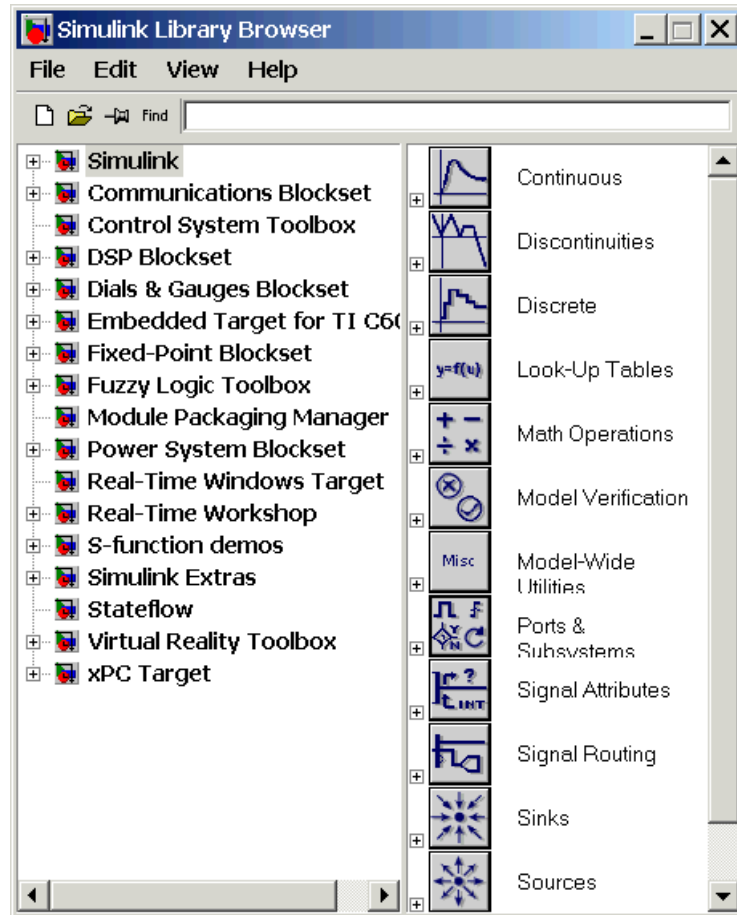 Simulink Library Browser
File Edit View Help
Find
Simulink
Communications Blockset
Control System Toolbox
DSP Blockset
Dials & Gauges Blockset
Embedded Target for TI C60
Fixed-Point Blockset
Fuzzy Logic Toolbox
Module Packaging Manager
Power System Blockset
Real-Time Windows Target
Real-Time Workshop
S-function demos
Simulink Extras
Stateflow
Virtual Reality Toolbox
xPC Target
Continuous
Discontinuities
Discrete
y=f(u)
Look-Up Tables
+ −
÷ ×
Math Operations
Model Verification
Misc
Model-Wide
Utilities
Y
N
Ports &
Subsystems
?
INT
Signal Attributes
Signal Routing
Sinks
Sources